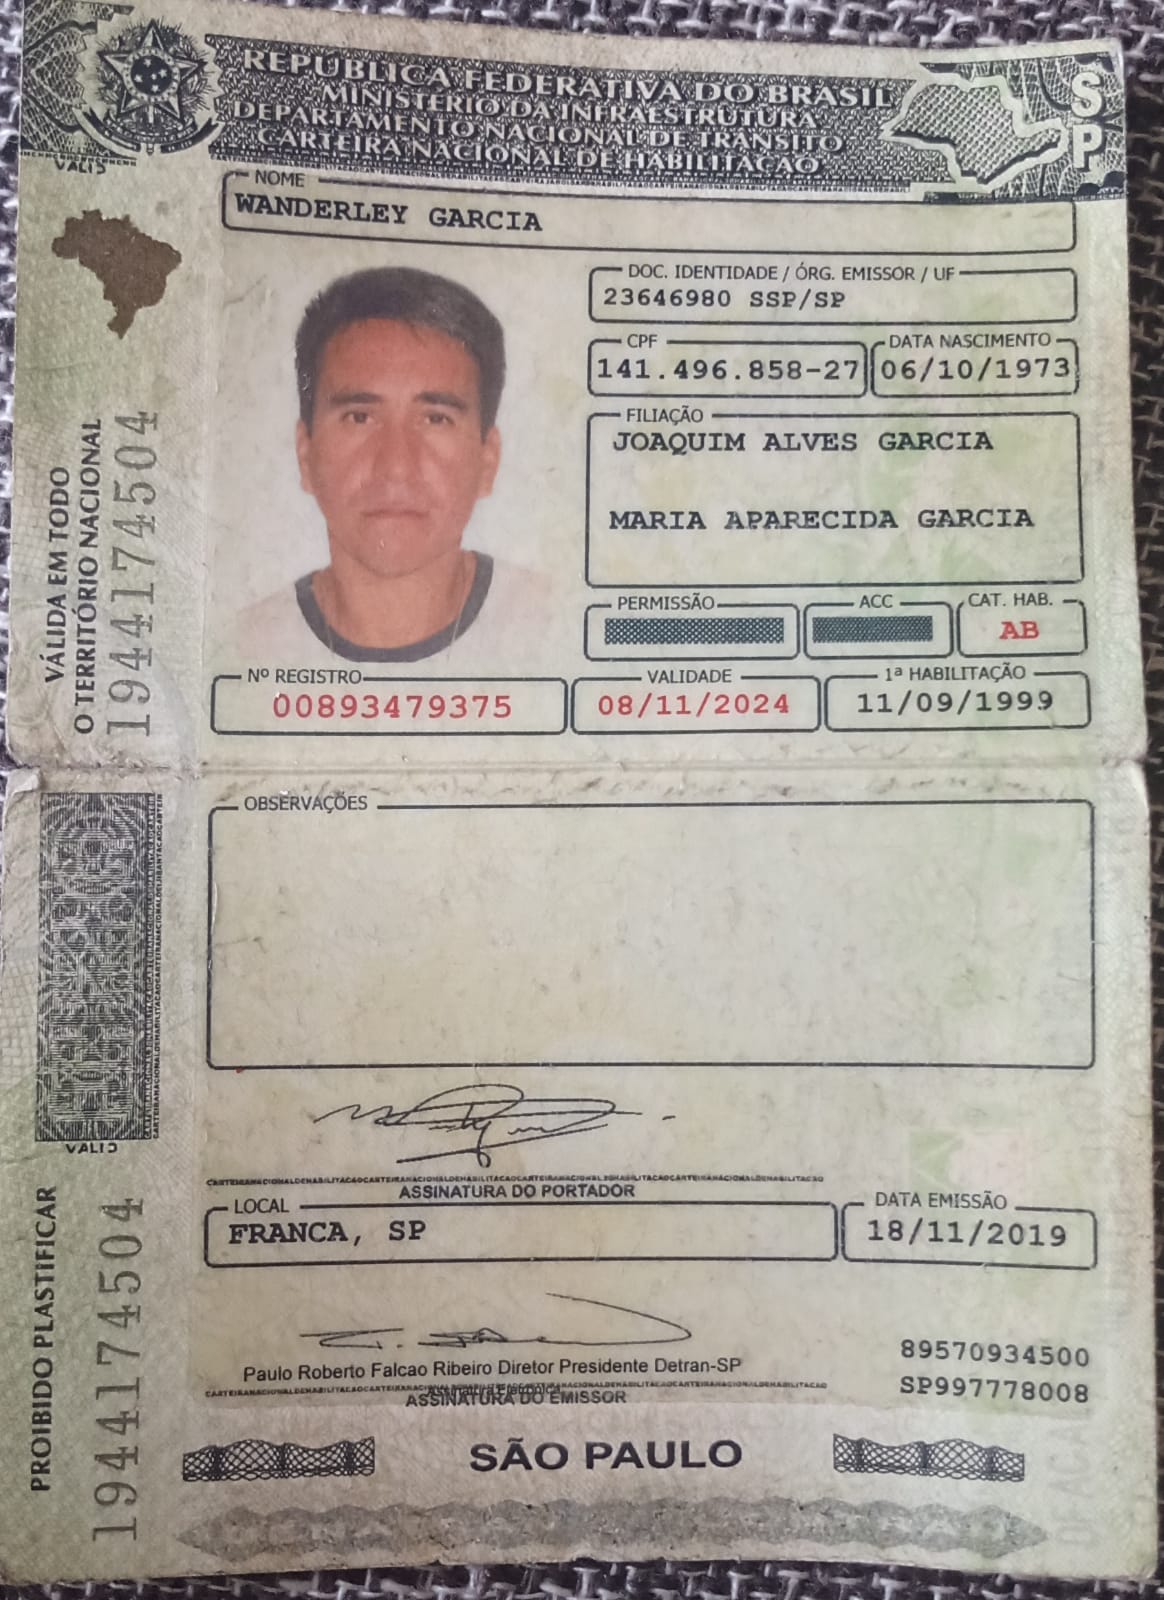 REPÚBLICA FEDERATIVA DO BRASIL
MINISTÉRIO DA INFRAESTRUTURA
DEPARTAMENTO NACIONAL DE TRÂNSITO
CARTEIRA NACIONAL DE HABILITAÇÃO
SP
NOME
WANDERLEY GARCIA
DOC. IDENTIDADE / ÓRG. EMISSOR / UF
23646980 SSP/SP
CPF
141.496.858-27
DATA NASCIMENTO
06/10/1973
FILIAÇÃO
JOAQUIM ALVES GARCIA
MARIA APARECIDA GARCIA
PERMISSÃO
ACC
CAT. HAB.
AB
Nº REGISTRO
00893479375
VALIDADE
08/11/2024
1ª HABILITAÇÃO
11/09/1999
VÁLIDA EM TODO
O TERRITÓRIO NACIONAL
1944174504
OBSERVAÇÕES
ASSINATURA DO PORTADOR
LOCAL
FRANCA, SP
DATA EMISSÃO
18/11/2019
Paulo Roberto Falcao Ribeiro Diretor Presidente Detran-SP
Assinatura Eletrônica
ASSINATURA DO EMISSOR
89570934500
SP997778008
PROIBIDO PLASTIFICAR
1944174504
SÃO PAULO